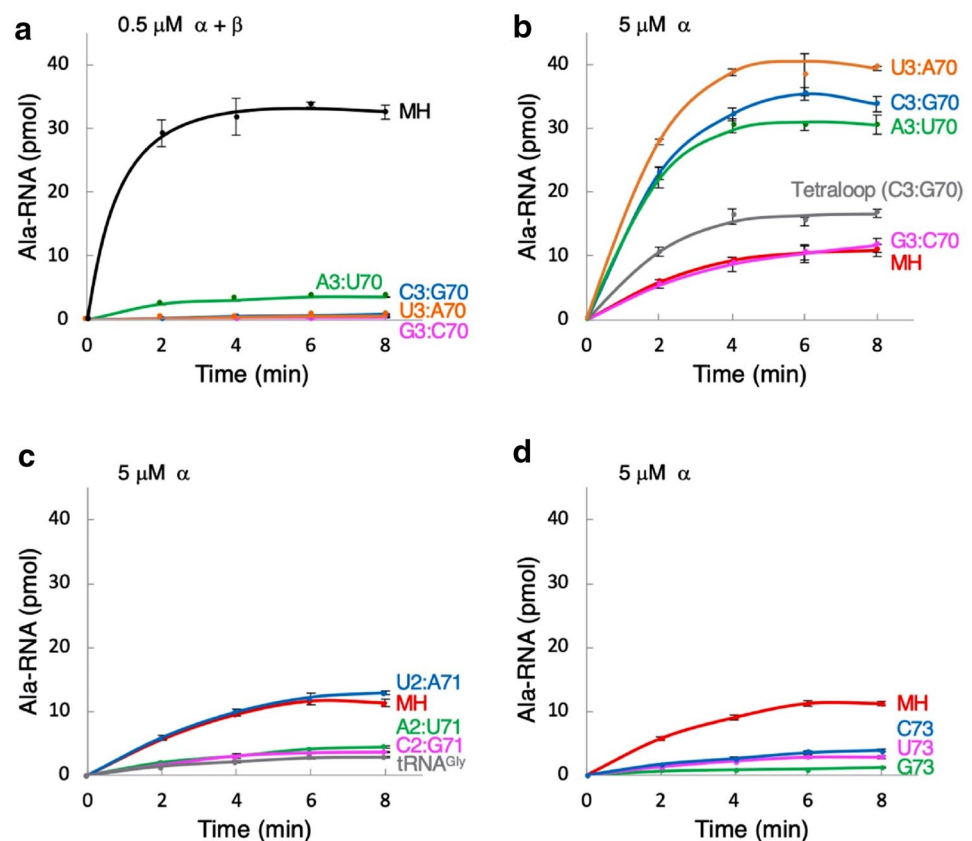 a
0.5 µM α + β
Ala-RNA (pmol)
40
30
20
10
0
MH
A3:U70
C3:G70
U3:A70
G3:C70
0 2 4 6 8
Time (min)
b
5 µM α
Ala-RNA (pmol)
40
30
20
10
0
U3:A70
C3:G70
A3:U70
Tetraloop (C3:G70)
G3:C70
MH
0 2 4 6 8
Time (min)
c
5 µM α
Ala-RNA (pmol)
40
30
20
10
0
U2:A71
MH
A2:U71
C2:G71
tRNAᴳˡʸ
0 2 4 6 8
Time (min)
d
5 µM α
Ala-RNA (pmol)
40
30
20
10
0
MH
C73
U73
G73
0 2 4 6 8
Time (min)